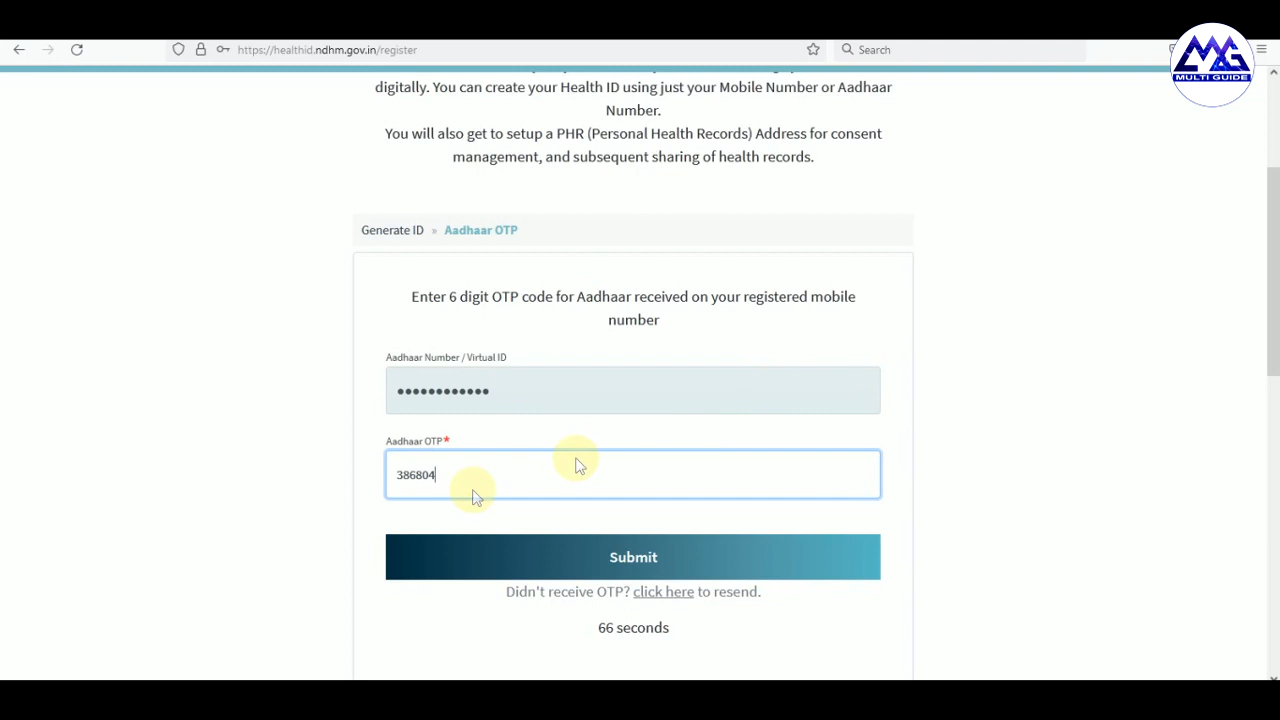 https://healthid.ndhm.gov.in/register
Search
MG
MULTI GUIDE
digitally. You can create your Health ID using just your Mobile Number or Aadhaar
Number.
You will also get to setup a PHR (Personal Health Records) Address for consent
management, and subsequent sharing of health records.
Generate ID » Aadhaar OTP
Enter 6 digit OTP code for Aadhaar received on your registered mobile
number
Aadhaar Number / Virtual ID
••••••••••••
Aadhaar OTP*
386804
Submit
Didn't receive OTP? click here to resend.
66 seconds